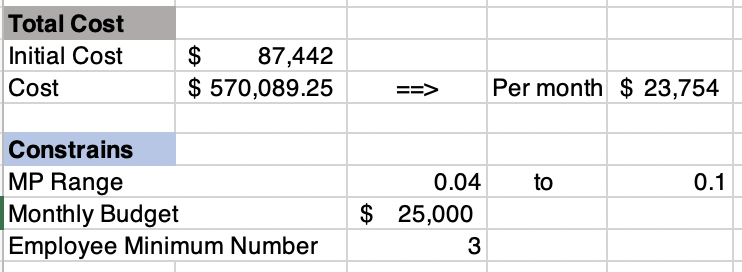 Total Cost
Initial Cost $ 87,442
Cost $ 570,089.25 ==> Per month $ 23,754
Constrains
MP Range 0.04 to 0.1
Monthly Budget $ 25,000
Employee Minimum Number 3